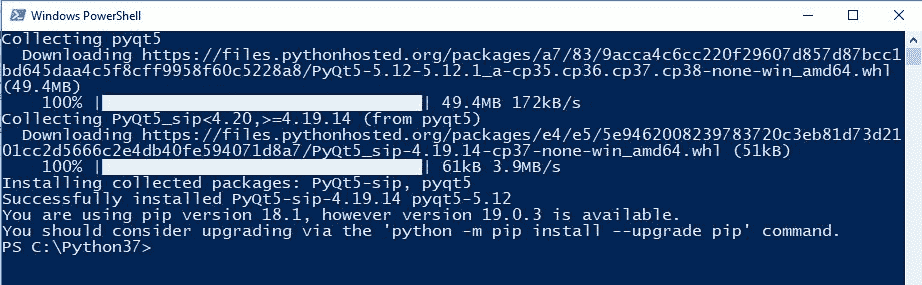 Windows PowerShell
Collecting pyqt5
  Downloading https://files.pythonhosted.org/packages/a7/83/9acca4c6cc220f29607d857d87bcc1
bd645daa4c5f8cff9958f60c5228a8/PyQt5-5.12-5.12.1_a-cp35.cp36.cp37.cp38-none-win_amd64.whl
(49.4MB)
    100% |████████████████████████████████| 49.4MB 172kB/s
Collecting PyQt5_sip<4.20,>=4.19.14 (from pyqt5)
  Downloading https://files.pythonhosted.org/packages/e4/e5/5e9462008239783720c3eb81d73d21
01cc2d5666c2e4db40fe594071d8a7/PyQt5_sip-4.19.14-cp37-none-win_amd64.whl (51kB)
    100% |████████████████████████████████| 61kB 3.9MB/s
Installing collected packages: PyQt5-sip, pyqt5
Successfully installed PyQt5-sip-4.19.14 pyqt5-5.12
You are using pip version 18.1, however version 19.0.3 is available.
You should consider upgrading via the 'python -m pip install --upgrade pip' command.
PS C:\Python37>